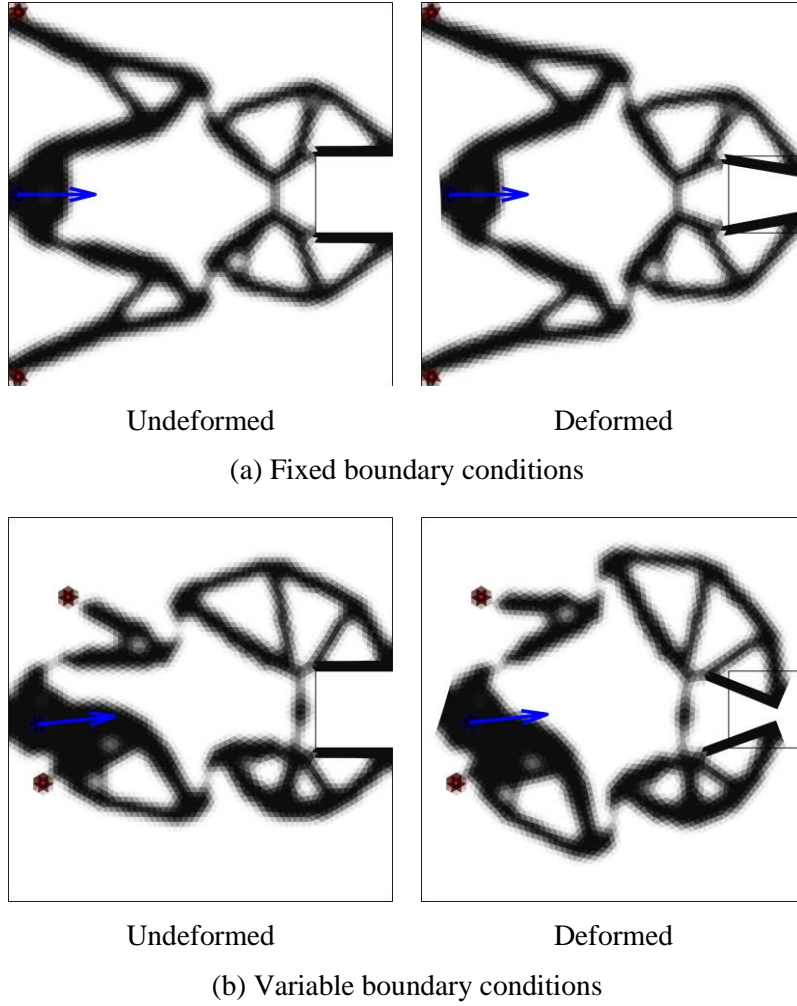 Undeformed Deformed
(a) Fixed boundary conditions
Undeformed Deformed
(b) Variable boundary conditions